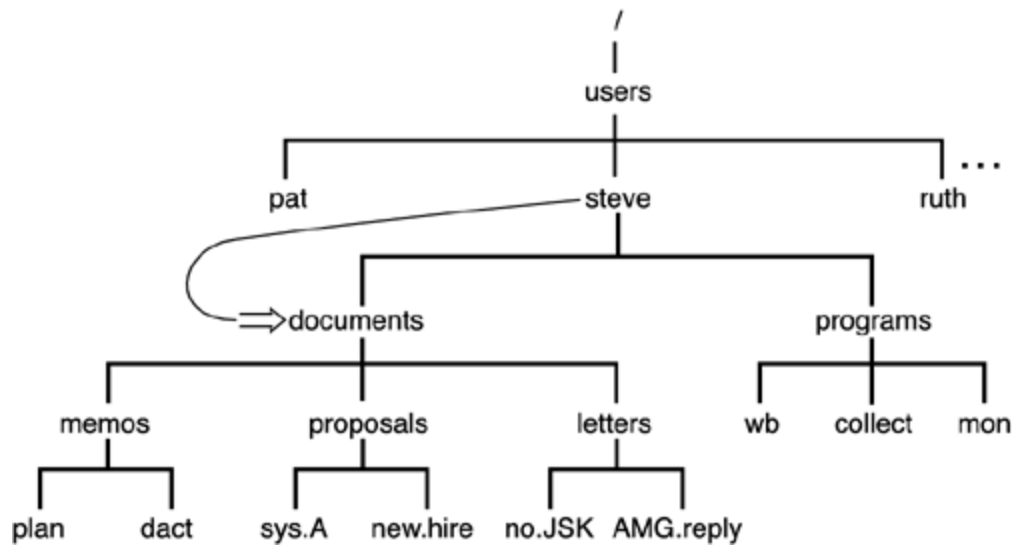 /
users
pat steve ruth ...
documents programs
memos proposals letters wb collect mon
plan dact sys.A new.hire no.JSK AMG.reply